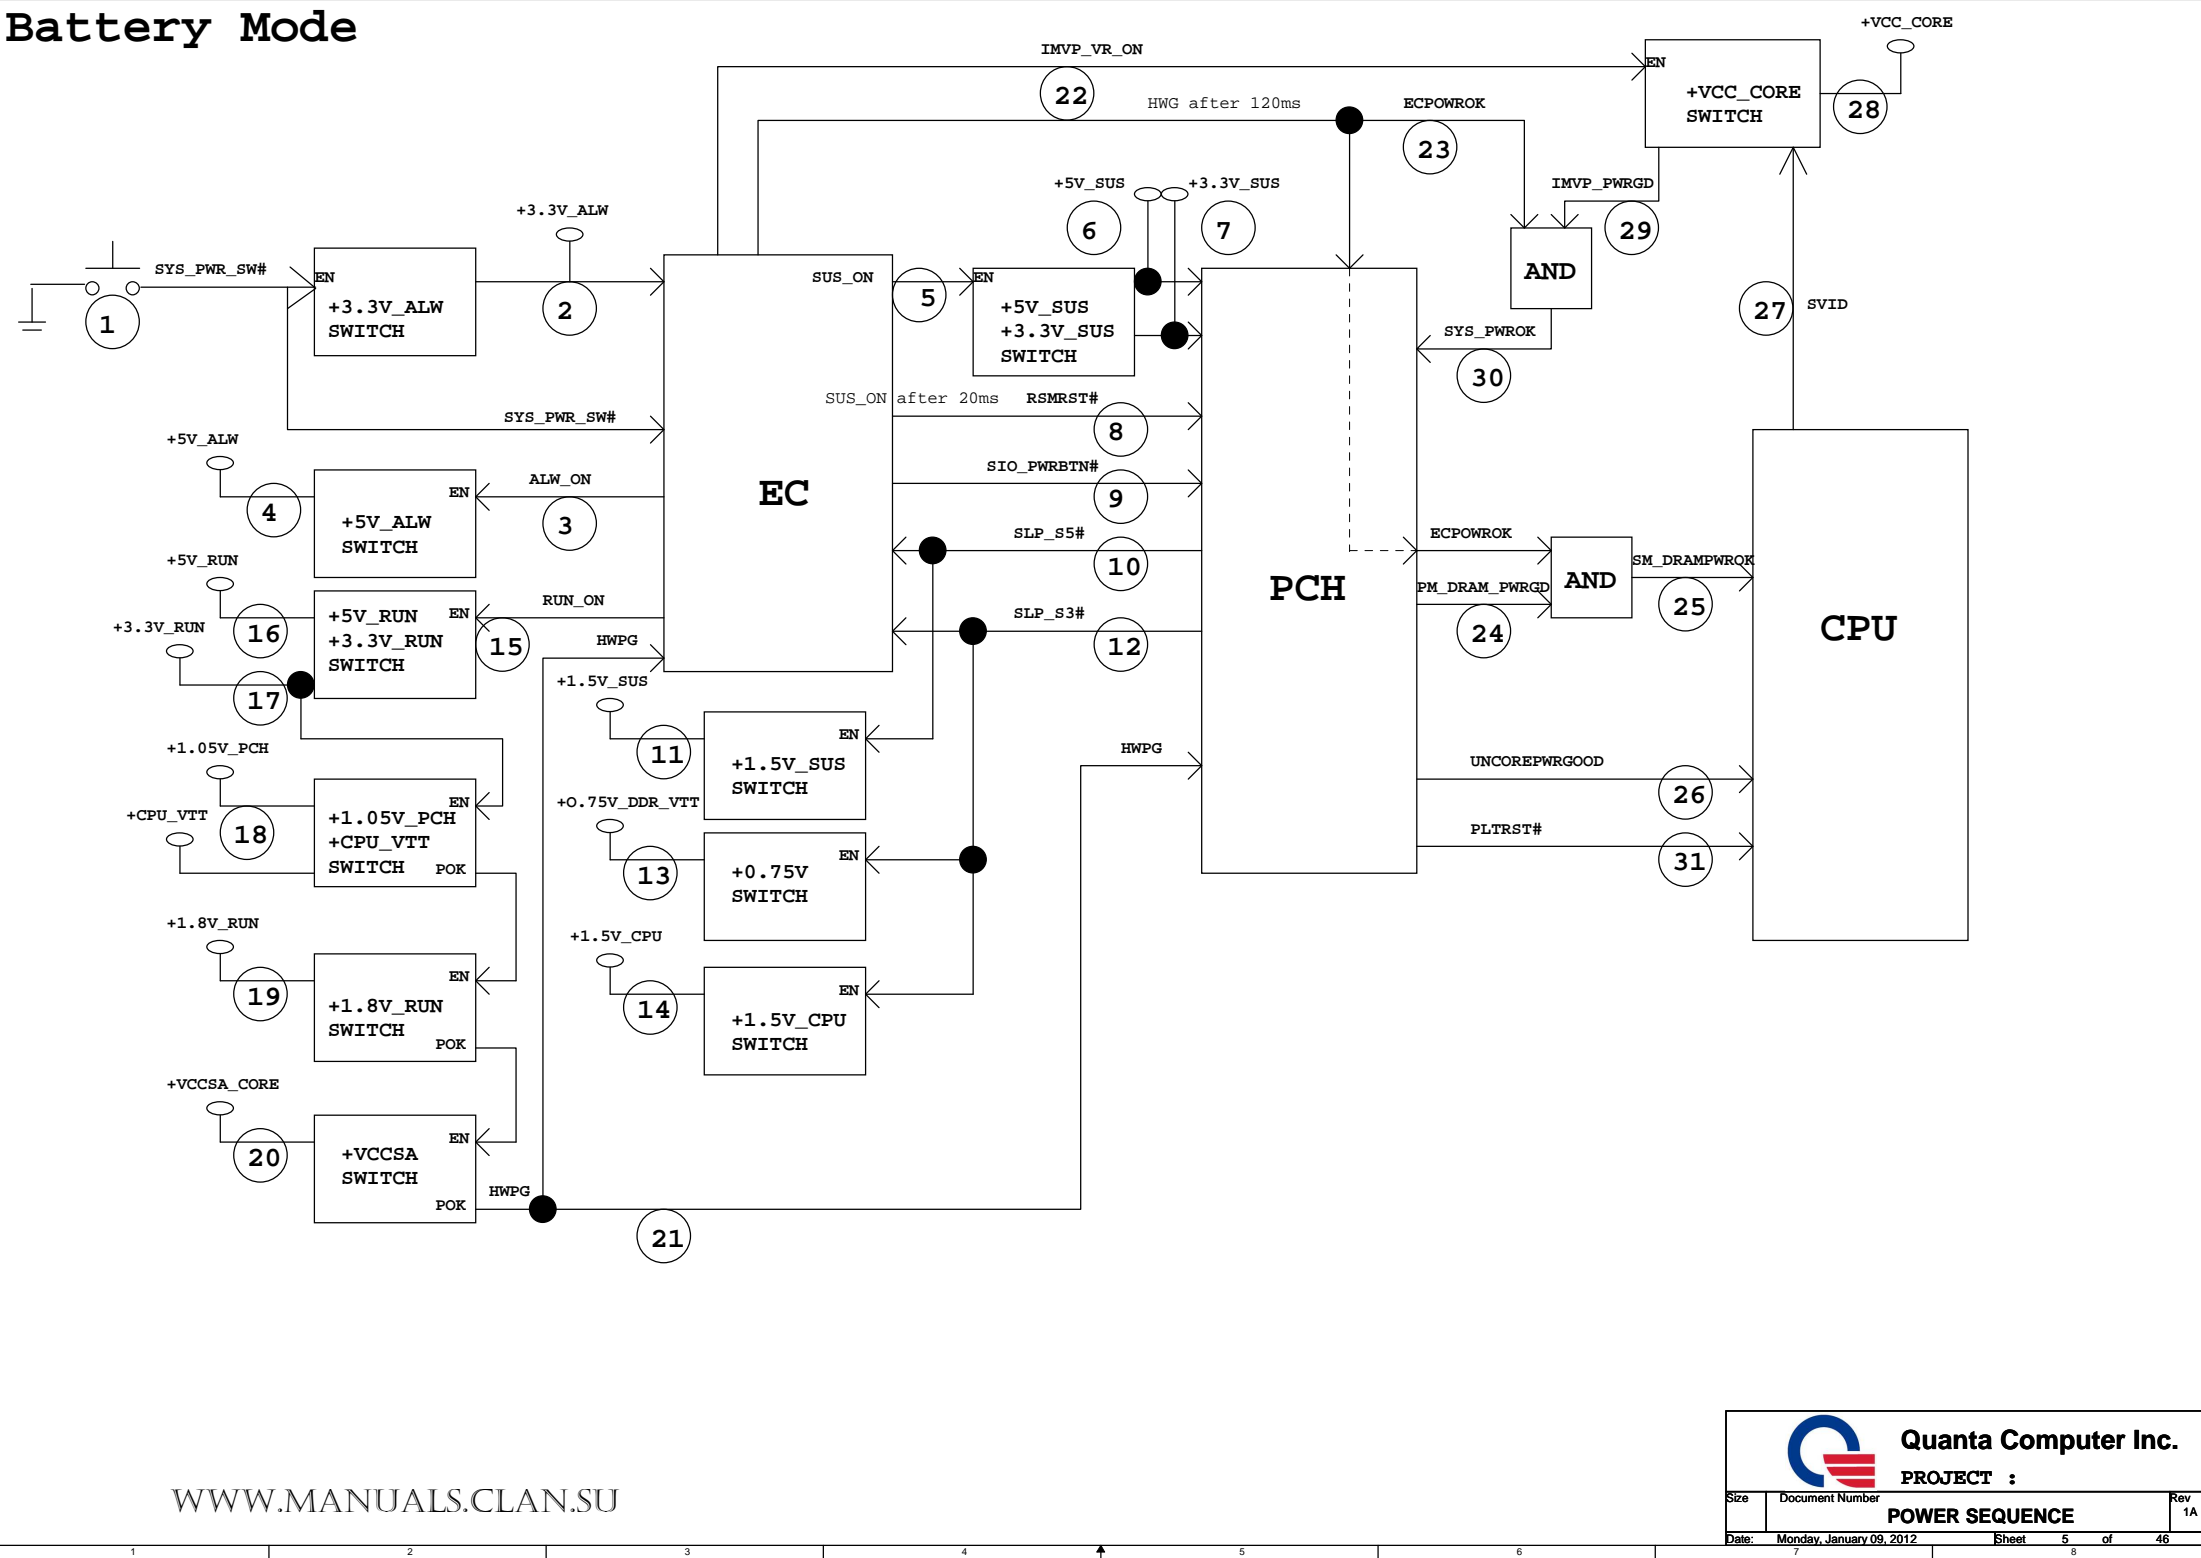 Battery Mode
+VCC_CORE
IMVP_VR_ON
22
EN
+VCC_CORE
SWITCH
28
HWG after 120ms
ECPOWROK
23
+5V_SUS
+3.3V_SUS
6
7
IMVP_PWRGD
29
+3.3V_ALW
SYS_PWR_SW#
1
EN
+3.3V_ALW
SWITCH
2
SUS_ON
5
EN
+5V_SUS
+3.3V_SUS
SWITCH
AND
SYS_PWROK
30
27
SVID
SUS_ON after 20ms
RSMRST#
8
SYS_PWR_SW#
+5V_ALW
4
EN
+5V_ALW
SWITCH
ALW_ON
3
EC
SIO_PWRBTN#
9
SLP_S5#
10
PCH
ECPOWROK
PM_DRAM_PWRGD
24
AND
SM_DRAMPWROK
25
CPU
+5V_RUN
16
+3.3V_RUN
17
+5V_RUN
+3.3V_RUN
SWITCH
EN
RUN_ON
15
HWPG
SLP_S3#
12
+1.5V_SUS
11
EN
+1.5V_SUS
SWITCH
HWPG
UNCOREPWRGOOD
26
+1.05V_PCH
18
+CPU_VTT
EN
+1.05V_PCH
+CPU_VTT
SWITCH
POK
+0.75V_DDR_VTT
13
EN
+0.75V
SWITCH
PLTRST#
31
+1.8V_RUN
19
EN
+1.8V_RUN
SWITCH
POK
+1.5V_CPU
14
EN
+1.5V_CPU
SWITCH
+VCCSA_CORE
20
EN
+VCCSA
SWITCH
POK
HWPG
21
WWW.MANUALS.CLAN.SU
Quanta Computer Inc.
PROJECT :
Size
Document Number
Rev
POWER SEQUENCE
1A
Date:
Monday, January 09, 2012
Sheet
5
of
46
1
2
3
4
5
6
7
8